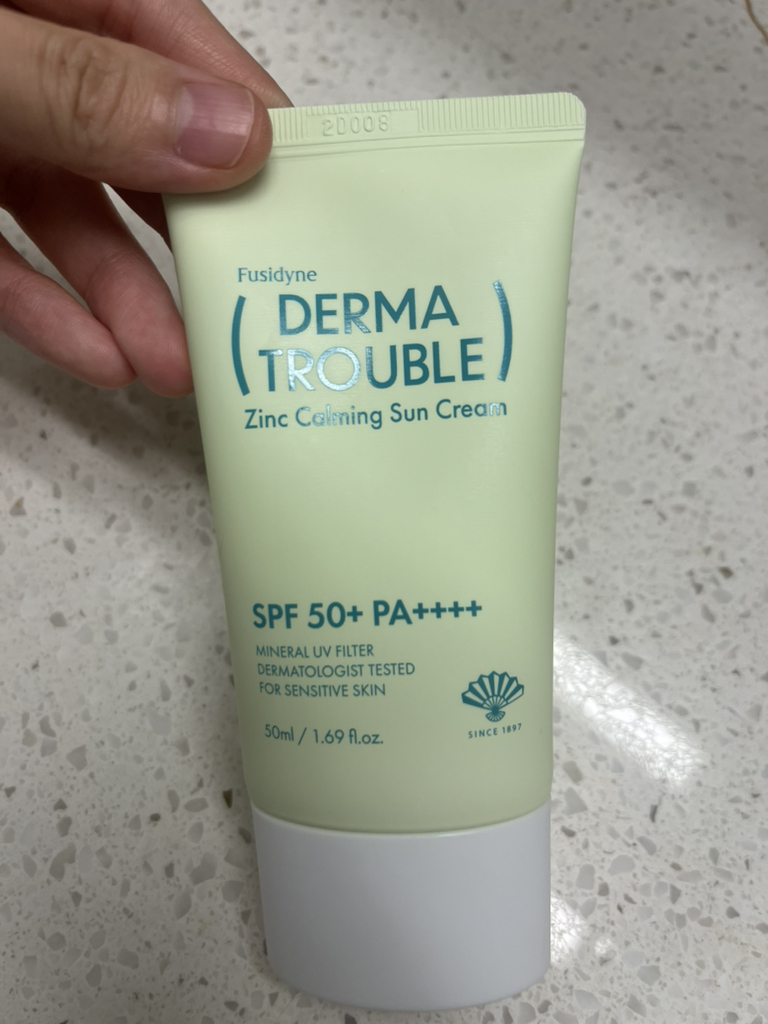 20008
Fusidyne
( DERMA
TROUBLE )
Zinc Calming Sun Cream
SPF 50+ PA++++
MINERAL UV FILTER
DERMATOLOGIST TESTED
FOR SENSITIVE SKIN
50ml / 1.69 fl.oz.
SINCE 1897